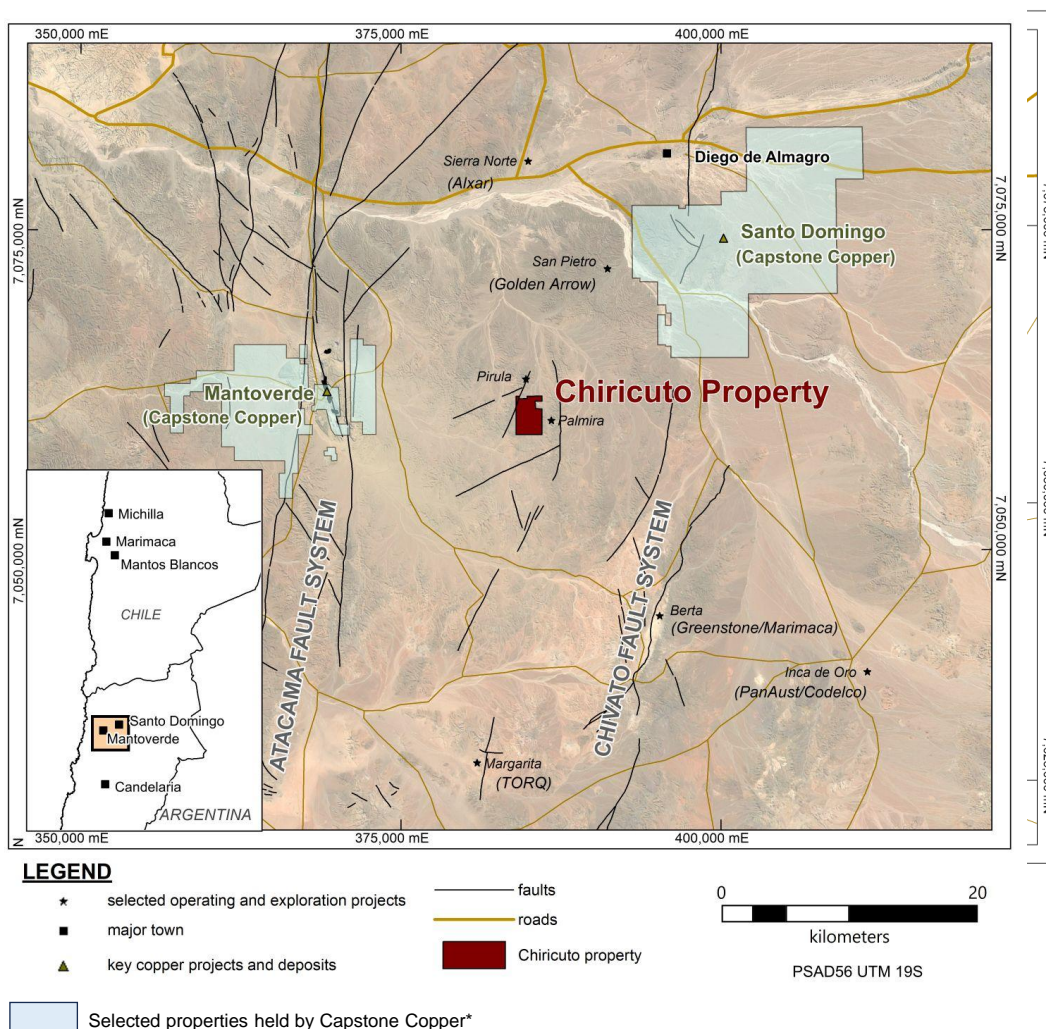 350,000 mE
375,000 mE
400,000 mE
Sierra Norte
(Alxar)
Diego de Almagro
7,075,000 mN
7,075,000 mN
Santo Domingo
(Capstone Copper)
San Pietro
(Golden Arrow)
Pirula
Chiricuto Property
Mantoverde
(Capstone Copper)
Palmira
ATACAMA FAULT SYSTEM
CHIVATO FAULT SYSTEM
7,050,000 mN
7,050,000 mN
Michilla
Marimaca
Mantos Blancos
CHILE
Berta
(Greenstone/Marimaca)
Inca de Oro
(PanAust/Codelco)
Santo Domingo
Mantoverde
Margarita
(TORQ)
Candelaria
ARGENTINA
N
350,000 mE
375,000 mE
400,000 mE
LEGEND
selected operating and exploration projects
major town
key copper projects and deposits
faults
roads
Chiricuto property
0
20
kilometers
PSAD56 UTM 19S
Selected properties held by Capstone Copper*